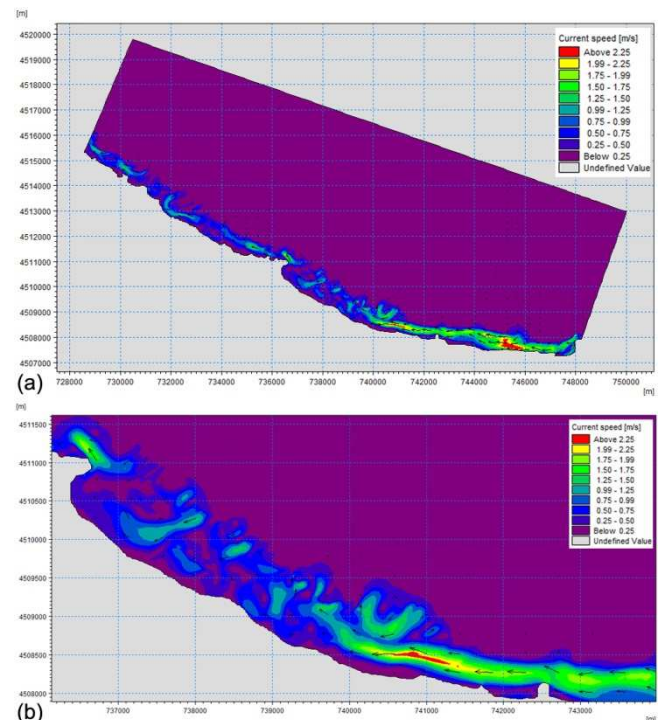 [m]
4520000
4519000
4518000
4517000
4516000
4515000
4514000
4513000
4512000
4511000
4510000
4509000
4508000
4507000
Current speed [m/s]
Above 2.25
1.99 - 2.25
1.75 - 1.99
1.50 - 1.75
1.25 - 1.50
0.99 - 1.25
0.75 - 0.99
0.50 - 0.75
0.25 - 0.50
Below 0.25
Undefined Value
728000 730000 732000 734000 736000 738000 740000 742000 744000 746000 748000 750000
[m]
(a)
[m]
4511500
4511000
4510500
4510000
4509500
4509000
4508500
4508000
Current speed [m/s]
Above 2.25
1.99 - 2.25
1.75 - 1.99
1.50 - 1.75
1.25 - 1.50
0.99 - 1.25
0.75 - 0.99
0.50 - 0.75
0.25 - 0.50
Below 0.25
Undefined Value
737000 738000 739000 740000 741000 742000 743000
[m]
(b)